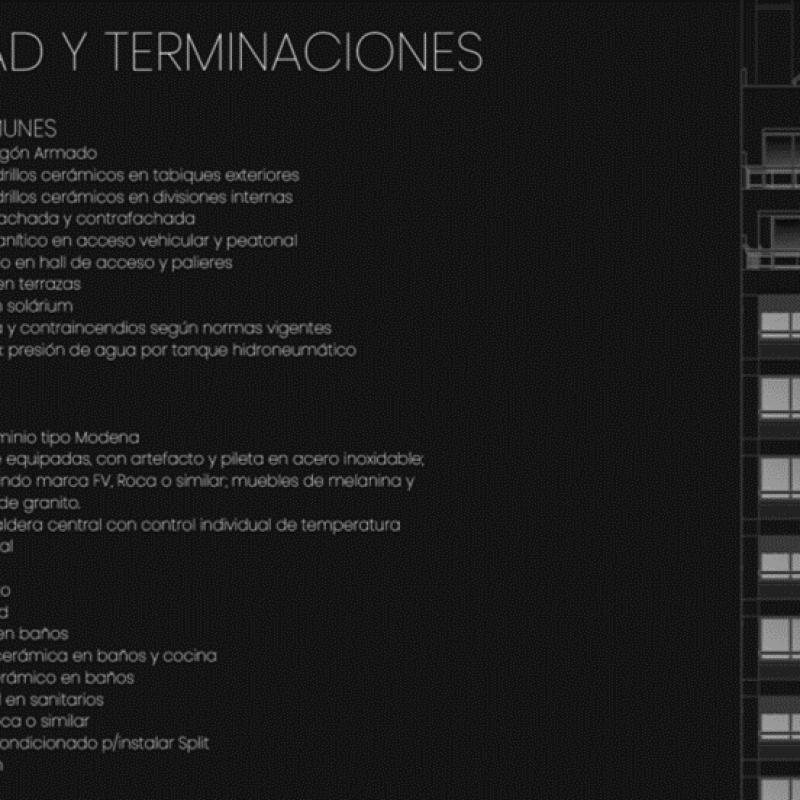 AD Y TERMINACIONES
MUNES
gón Armado
drillos cerámicos en tabiques exteriores
drillos cerámicos en divisiones internas
achada y contrafachada
anítico en acceso vehicular y peatonal
o en hall de acceso y palieres
en terrazas
n solárium
a y contraincendios según normas vigentes
: presión de agua por tanque hidroneumático
minio tipo Modena
equipadas, con artefacto y pileta en acero inoxidable;
ndo marca FV, Roca o similar; muebles de melanina y
de granito.
aldera central con control individual de temperatura
al
o
d
en baños
cerámica en baños y cocina
rámico en baños
l en sanitarios
ca o similar
ondicionado p/instalar Split
n